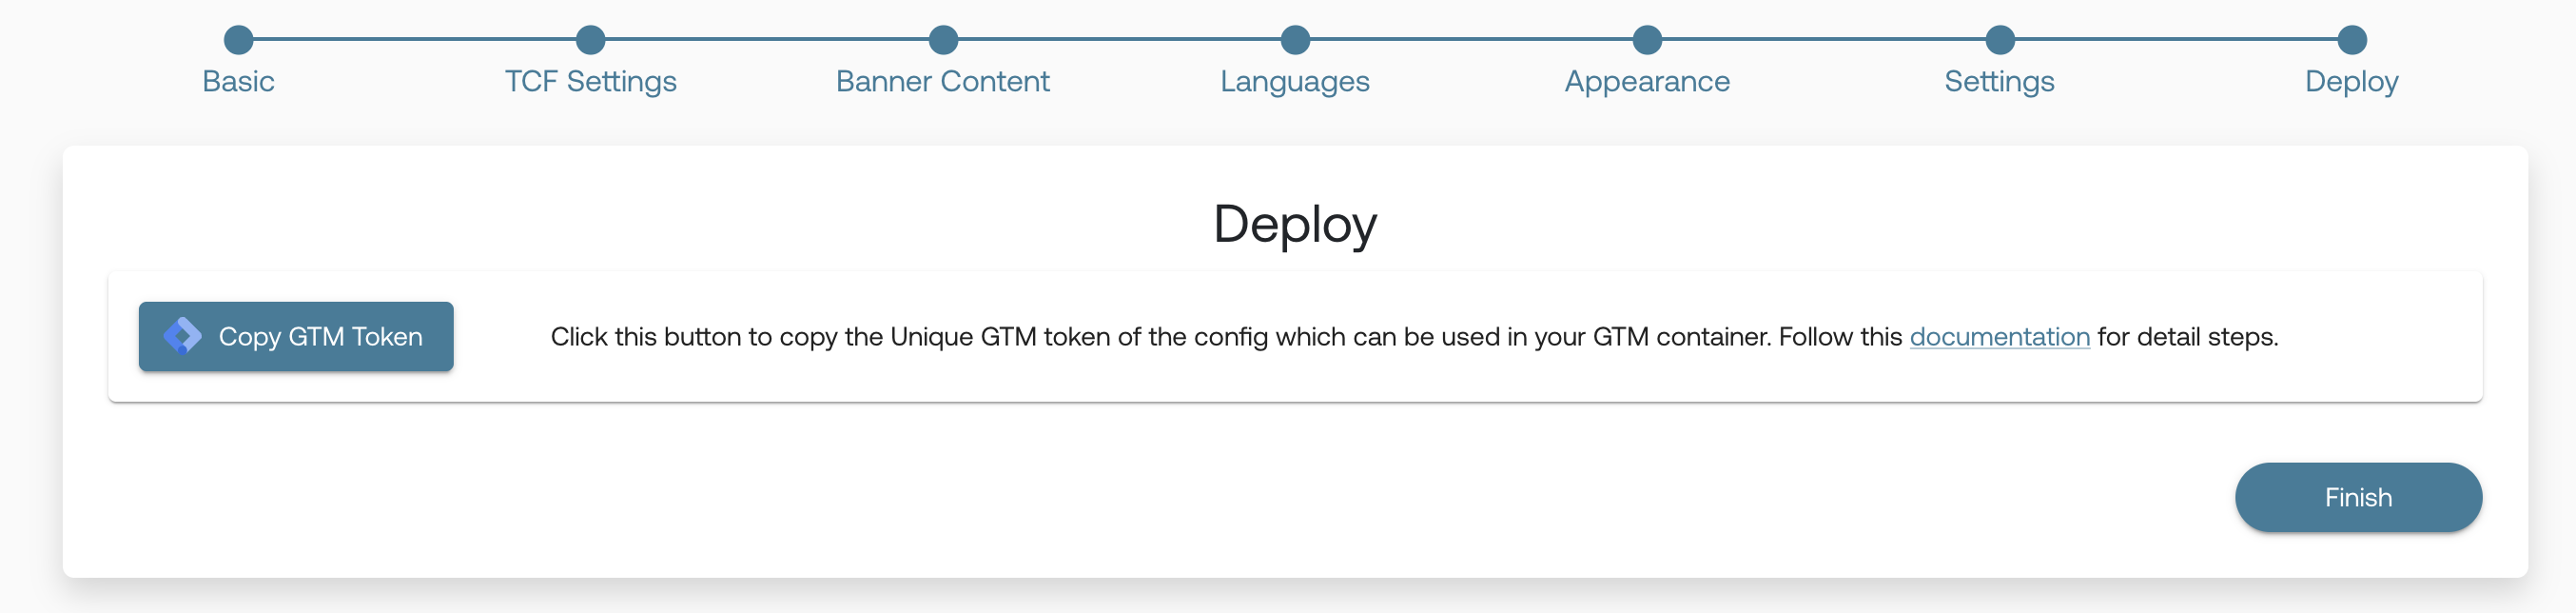 Basic TCF Settings Banner Content Languages Appearance Settings Deploy
Deploy
Copy GTM Token Click this button to copy the Unique GTM token of the config which can be used in your GTM container. Follow this documentation for detail steps.
Finish